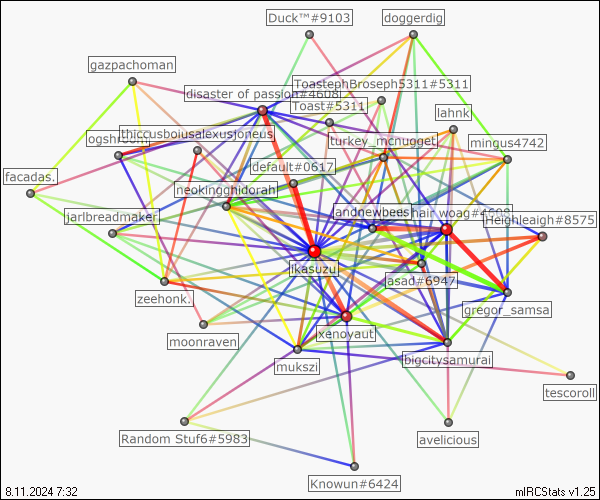 Duck™#9103
doggerdig
gazpachoman
ToastephBroseph5311#5311
disaster of passion#4608
Toast#5311
lahnk
thiccusboiusalexusjoneus
turkey_mcnugget
mingus4742
default#0617
facadas.
neokingghidorah
jarlbreadmaker
andnewbees
hair woag#4608
Heighleaigh#8575
ikasuzu
asad#6947
zeehonk.
gregor_samsa
xenovaut
moonraven
bigcitysamurai
mukszi
tescoroll
Random Stuf6#5983
avelicious
Knowun#6424
8.11.2024 7:32
mIRCStats v1.25